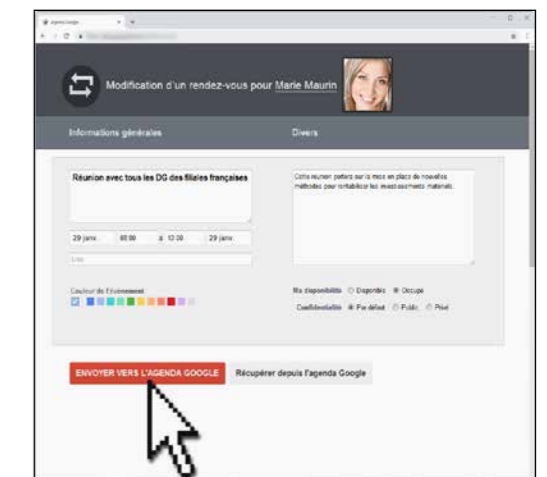 Modification d'un rendez-vous pour Marie Maurin
Informations générales Divers
Réunion avec tous les DG des filiales françaises
Cette réunion portera sur la mise en place de nouvelles
méthodes pour rentabiliser les investissements matériels.
29 janv. 08:00 à 12:00 29 janv.
Lieu
Couleur de l'événement
Ma disponibilité Disponible Occupé
Confidentialité Par défaut Public Privé
ENVOYER VERS L'AGENDA GOOGLE Récupérer depuis l'agenda Google